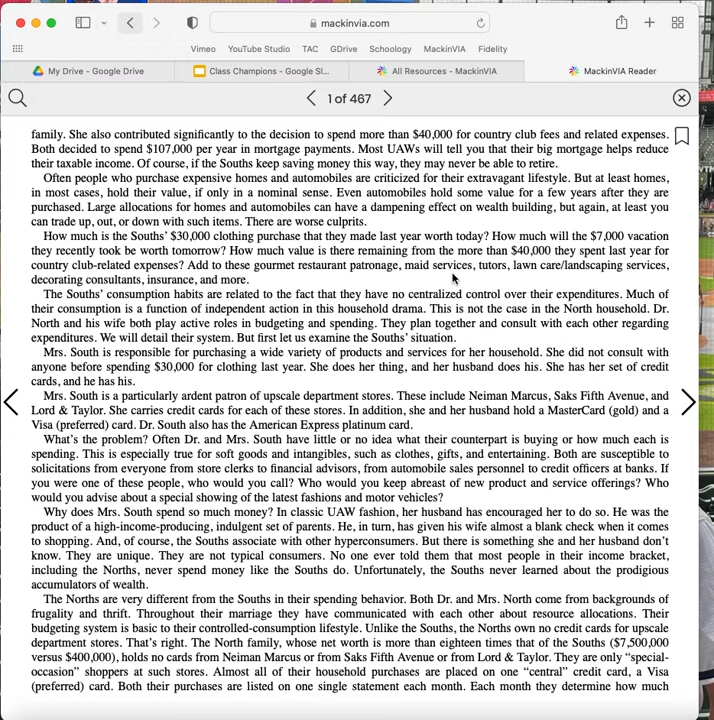 mackinvia.com
Vimeo YouTube Studio TAC GDrive Schoology MackinVIA Fidelity
My Drive - Google Drive Class Champions - Google Sl... All Resources - MackinVIA MackinVIA Reader
1 of 467
family. She also contributed significantly to the decision to spend more than $40,000 for country club fees and related expenses.
Both decided to spend $107,000 per year in mortgage payments. Most UAWs will tell you that their big mortgage helps reduce
their taxable income. Of course, if the Souths keep saving money this way, they may never be able to retire.
Often people who purchase expensive homes and automobiles are criticized for their extravagant lifestyle. But at least homes,
in most cases, hold their value, if only in a nominal sense. Even automobiles hold some value for a few years after they are
purchased. Large allocations for homes and automobiles can have a dampening effect on wealth building, but again, at least you
can trade up, out, or down with such items. There are worse culprits.
How much is the Souths' $30,000 clothing purchase that they made last year worth today? How much will the $7,000 vacation
they recently took be worth tomorrow? How much value is there remaining from the more than $40,000 they spent last year for
country club-related expenses? Add to these gourmet restaurant patronage, maid services, tutors, lawn care/landscaping services,
decorating consultants, insurance, and more.
The Souths' consumption habits are related to the fact that they have no centralized control over their expenditures. Much of
their consumption is a function of independent action in this household drama. This is not the case in the North household. Dr.
North and his wife both play active roles in budgeting and spending. They plan together and consult with each other regarding
expenditures. We will detail their system. But first let us examine the Souths' situation.
Mrs. South is responsible for purchasing a wide variety of products and services for her household. She did not consult with
anyone before spending $30,000 for clothing last year. She does her thing, and her husband does his. She has her set of credit
cards, and he has his.
Mrs. South is a particularly ardent patron of upscale department stores. These include Neiman Marcus, Saks Fifth Avenue, and
Lord & Taylor. She carries credit cards for each of these stores. In addition, she and her husband hold a MasterCard (gold) and a
Visa (preferred) card. Dr. South also has the American Express platinum card.
What's the problem? Often Dr. and Mrs. South have little or no idea what their counterpart is buying or how much each is
spending. This is especially true for soft goods and intangibles, such as clothes, gifts, and entertaining. Both are susceptible to
solicitations from everyone from store clerks to financial advisors, from automobile sales personnel to credit officers at banks. If
you were one of these people, who would you call? Who would you keep abreast of new product and service offerings? Who
would you advise about a special showing of the latest fashions and motor vehicles?
Why does Mrs. South spend so much money? In classic UAW fashion, her husband has encouraged her to do so. He was the
product of a high-income-producing, indulgent set of parents. He, in turn, has given his wife almost a blank check when it comes
to shopping. And, of course, the Souths associate with other hyperconsumers. But there is something she and her husband don't
know. They are unique. They are not typical consumers. No one ever told them that most people in their income bracket,
including the Norths, never spend money like the Souths do. Unfortunately, the Souths never learned about the prodigious
accumulators of wealth.
The Norths are very different from the Souths in their spending behavior. Both Dr. and Mrs. North come from backgrounds of
frugality and thrift. Throughout their marriage they have communicated with each other about resource allocations. Their
budgeting system is basic to their controlled-consumption lifestyle. Unlike the Souths, the Norths own no credit cards for upscale
department stores. That's right. The North family, whose net worth is more than eighteen times that of the Souths ($7,500,000
versus $400,000), holds no cards from Neiman Marcus or from Saks Fifth Avenue or from Lord & Taylor. They are only “special-
occasion” shoppers at such stores. Almost all of their household purchases are placed on one “central” credit card, a Visa
(preferred) card. Both their purchases are listed on one single statement each month. Each month they determine how much